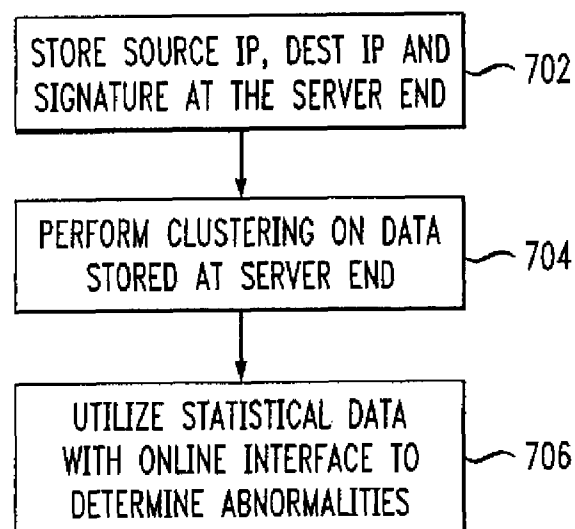 STORE SOURCE IP, DEST IP AND
SIGNATURE AT THE SERVER END
702
PERFORM CLUSTERING ON DATA
STORED AT SERVER END
704
UTILIZE STATISTICAL DATA
WITH ONLINE INTERFACE TO
DETERMINE ABNORMALITIES
706